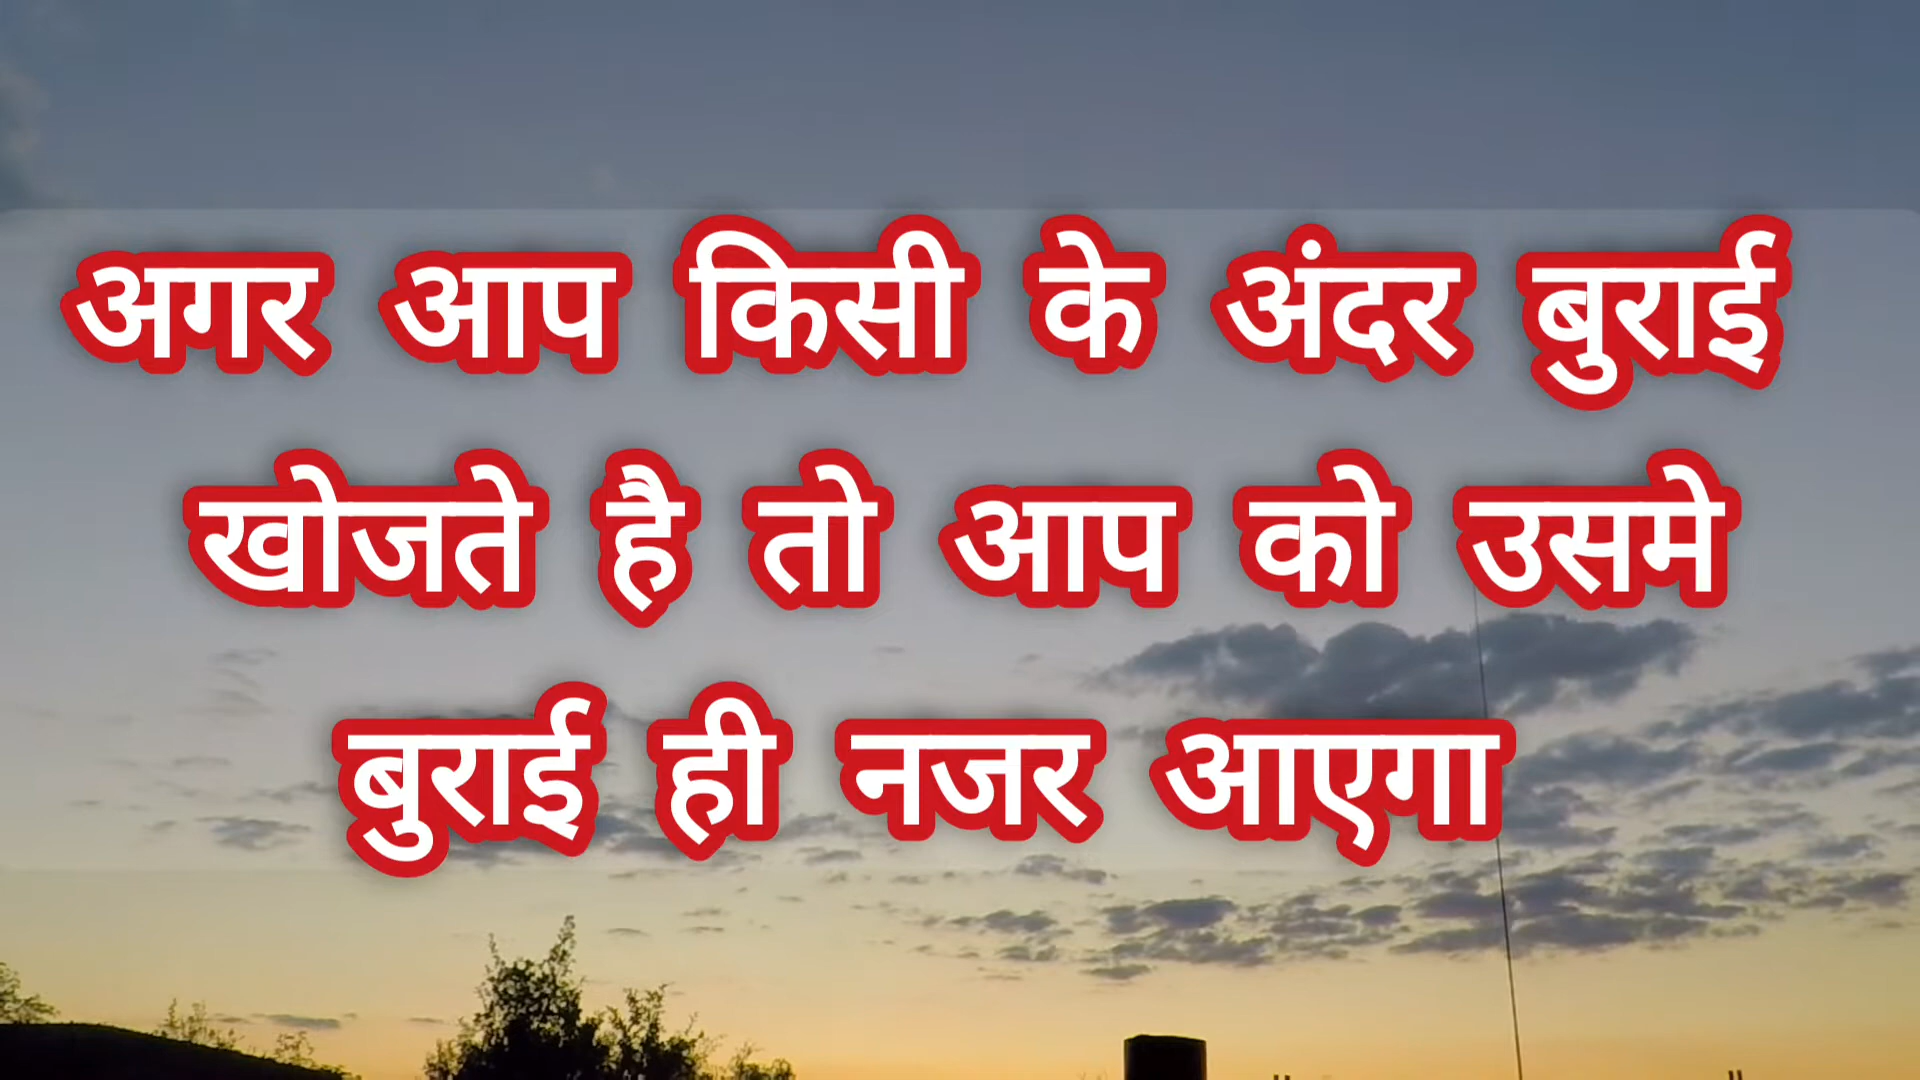 अगर आप किसी के अंदर बुराई
खोजते है तो आप को उसमे
बुराई ही नजर आएगा